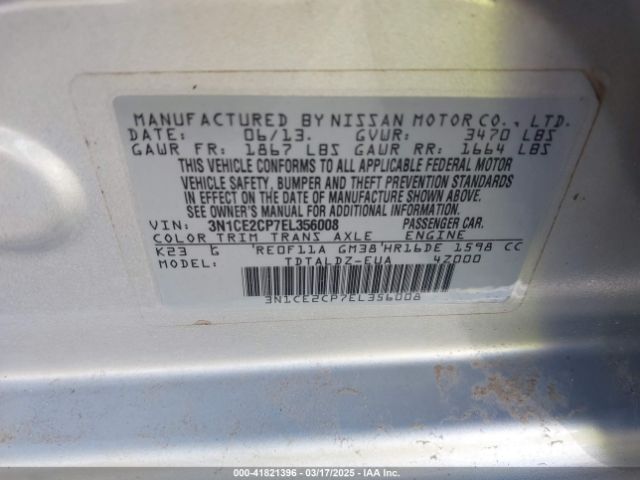 MANUFACTURED BY NISSAN MOTOR CO., LTD.
DATE: 06/13. GVWR: 3470 LBS
GAWR FR: 1867 LBS GAWR RR: 1664 LBS
THIS VEHICLE CONFORMS TO ALL APPLICABLE FEDERAL MOTOR
VEHICLE SAFETY, BUMPER AND THEFT PREVENTION STANDARDS
IN EFFECT ON THE DATE OF MANUFACTURE SHOWN ABOVE.
SEE OWNER'S MANUAL FOR ADDITIONAL INFORMATION.
VIN: 3N1CE2CP7EL356008 PASSENGER CAR.
COLOR TRIM TRANS AXLE ENGINE
K23 G RE0F11A GM38 HR16DE 1598 CC
MODEL: TDTALDZ-EUA 4Z000
3N1CE2CP7EL356008
000-41821396 - 03/17/2025 - IAA Inc.